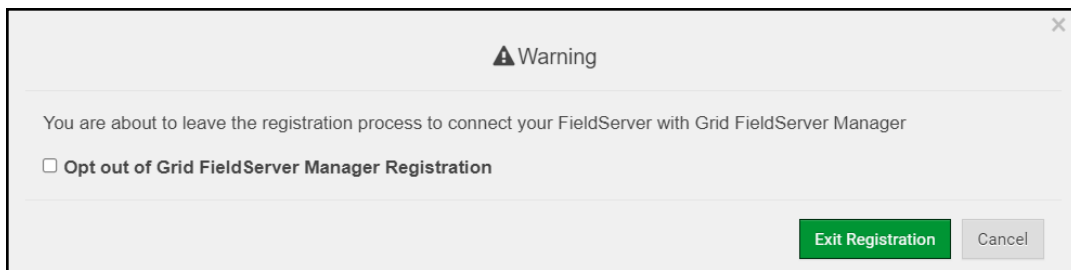 Warning
You are about to leave the registration process to connect your FieldServer with Grid FieldServer Manager
Opt out of Grid FieldServer Manager Registration
Exit Registration Cancel